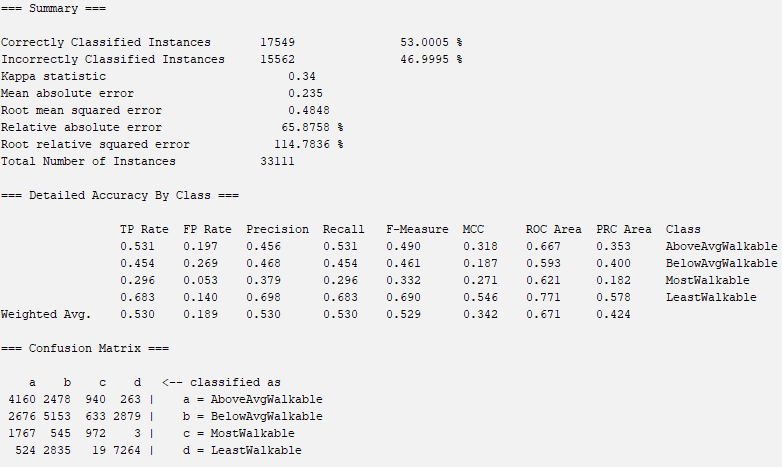 === Summary ===
Correctly Classified Instances 17549 53.0005 %
Incorrectly Classified Instances 15562 46.9995 %
Kappa statistic 0.34
Mean absolute error 0.235
Root mean squared error 0.4848
Relative absolute error 65.8758 %
Root relative squared error 114.7836 %
Total Number of Instances 33111
=== Detailed Accuracy By Class ===
TP Rate FP Rate Precision Recall F-Measure MCC ROC Area PRC Area Class
0.531 0.197 0.456 0.531 0.490 0.318 0.667 0.353 AboveAvgWalkable
0.454 0.269 0.468 0.454 0.461 0.187 0.593 0.400 BelowAvgWalkable
0.296 0.053 0.379 0.296 0.332 0.271 0.621 0.182 MostWalkable
0.683 0.140 0.698 0.683 0.690 0.546 0.771 0.578 LeastWalkable
Weighted Avg. 0.530 0.189 0.530 0.530 0.529 0.342 0.671 0.424
=== Confusion Matrix ===
a b c d <-- classified as
4160 2478 940 263 | a = AboveAvgWalkable
2676 5153 633 2879 | b = BelowAvgWalkable
1767 545 972 3 | c = MostWalkable
524 2835 19 7264 | d = LeastWalkable